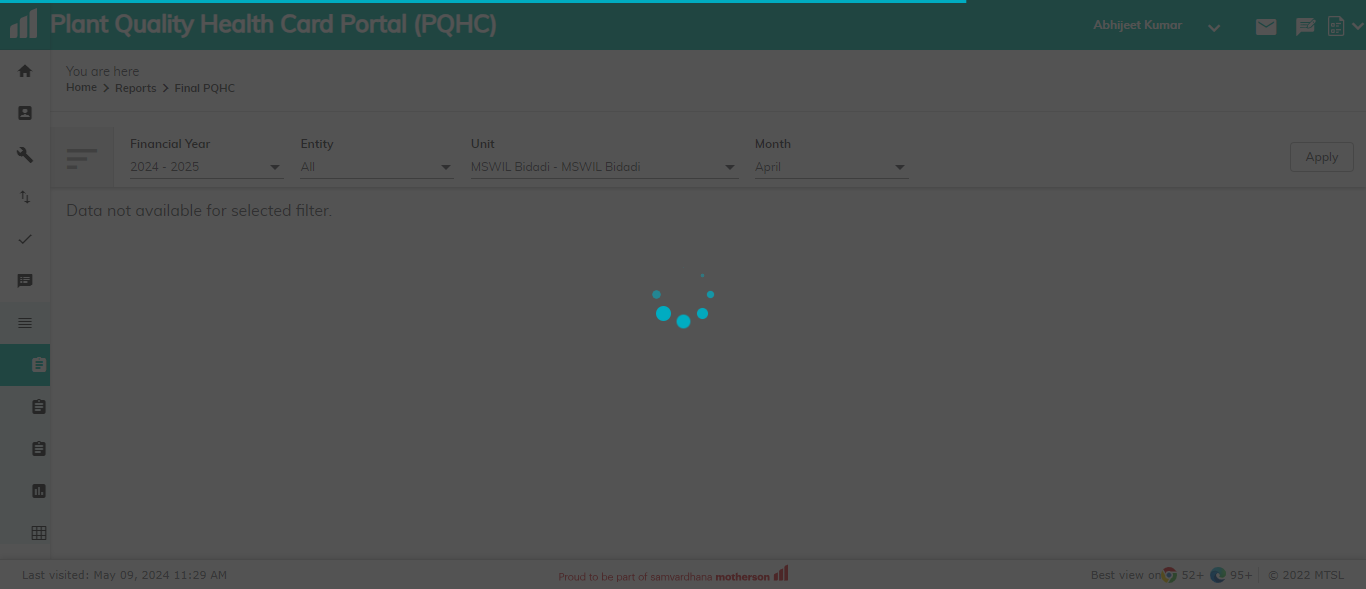 Plant Quality Health Card Portal (PQHC)
Abhijeet Kumar
You are here
Home > Reports > Final PQHC
Financial Year
2024 - 2025
Entity
All
Unit
MSWIL Bidadi - MSWIL Bidadi
Month
April
Apply
Data not available for selected filter.
Last visited: May 09, 2024 11:29 AM
Proud to be part of samvardhana motherson
Best view on 52+ 95+ | © 2022 MTSL